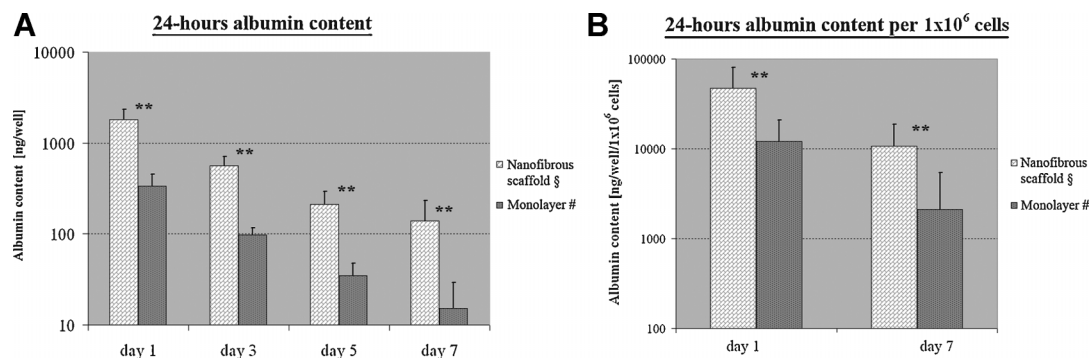 A
24-hours albumin content
Albumin content [ng/well]
10000
1000
100
10
day 1
day 3
day 5
day 7
**
**
**
**
Nanofibrous
scaffold §
Monolayer #
B
24-hours albumin content per 1x10⁶ cells
Albumin content [ng/well/1x10⁶ cells]
100000
10000
1000
100
day 1
day 7
**
**
Nanofibrous
scaffold §
Monolayer #